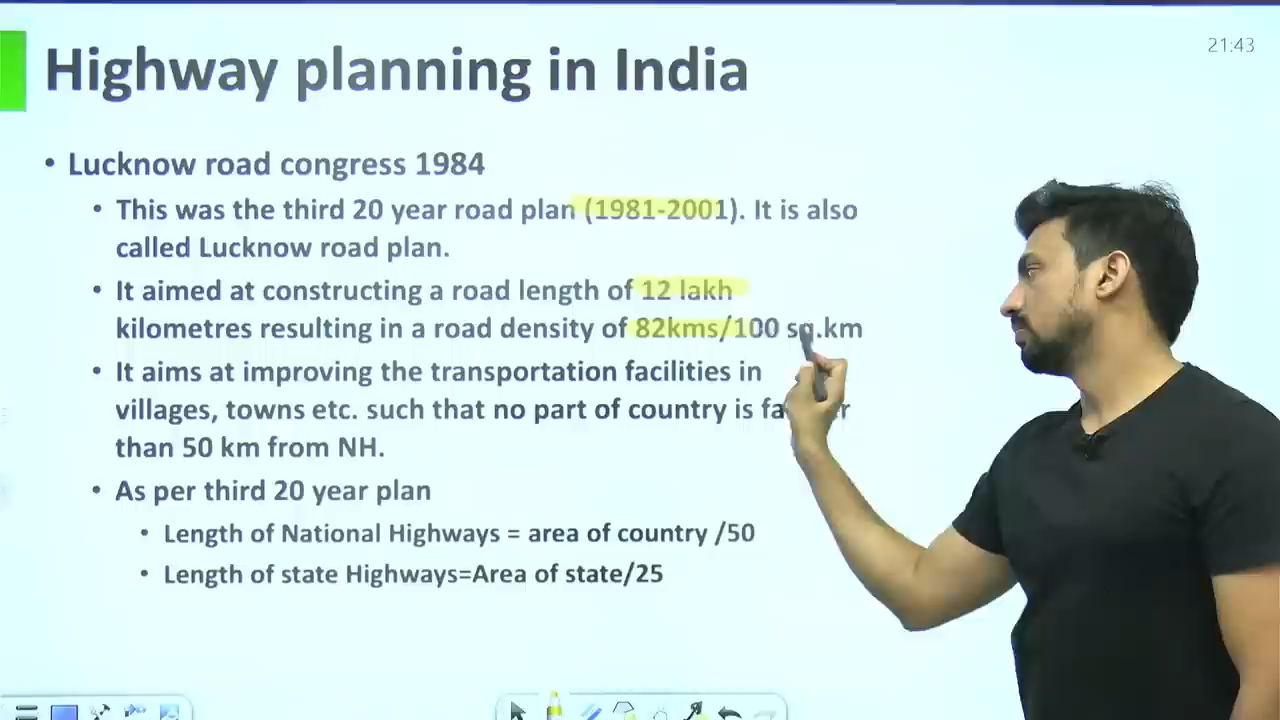 21:43
Highway planning in India
• Lucknow road congress 1984
• This was the third 20 year road plan (1981-2001). It is also
called Lucknow road plan.
• It aimed at constructing a road length of 12 lakh
kilometres resulting in a road density of 82kms/100 sq.km
• It aims at improving the transportation facilities in
villages, towns etc. such that no part of country is
than 50 km from NH.
• As per third 20 year plan
• Length of National Highways = area of country /50
• Length of state Highways=Area of state/25